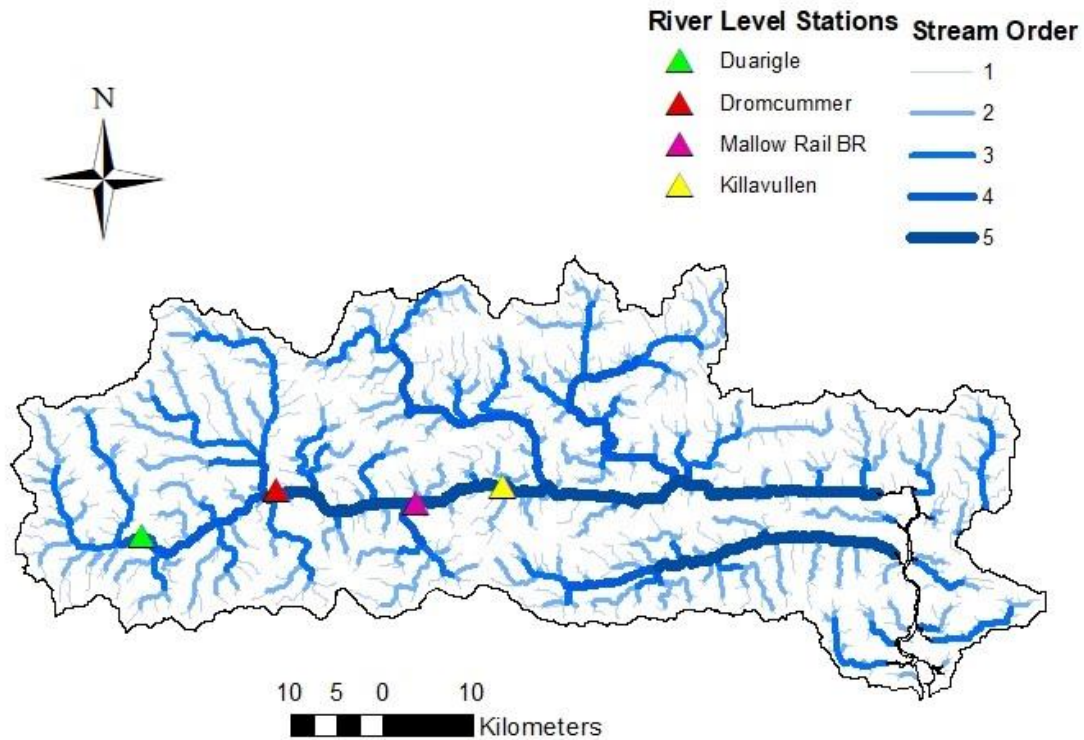 River Level Stations
Duarigle
Dromcummer
Mallow Rail BR
Killavullen
Stream Order
1
2
3
4
5
N
10 5 0 10
Kilometers